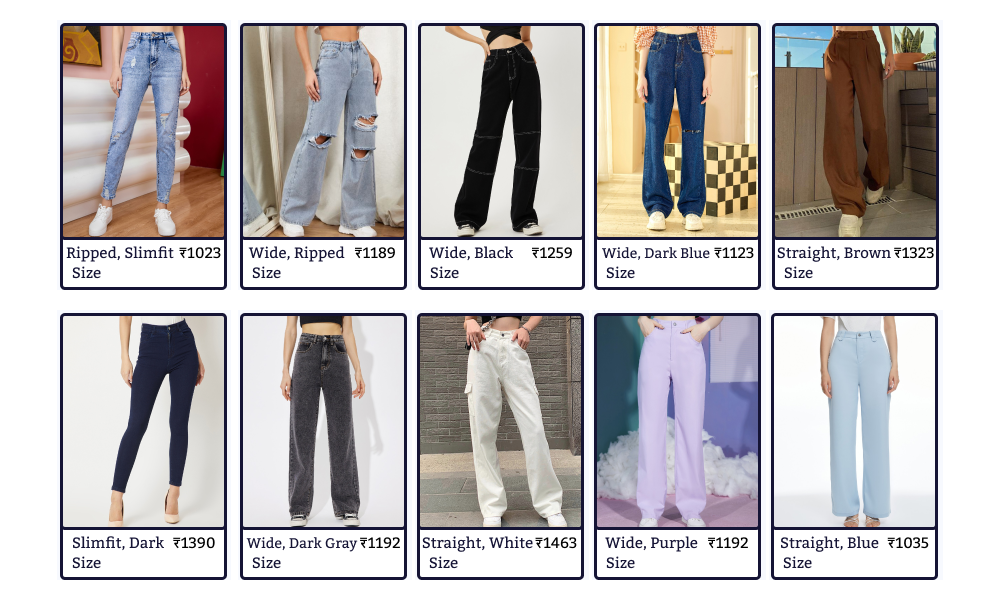 Ripped, Slimfit ₹1023
Size
Wide, Ripped ₹1189
Size
Wide, Black ₹1259
Size
Wide, Dark Blue ₹1123
Size
Straight, Brown ₹1323
Size
Slimfit, Dark ₹1390
Size
Wide, Dark Gray ₹1192
Size
Straight, White ₹1463
Size
Wide, Purple ₹1192
Size
Straight, Blue ₹1035
Size